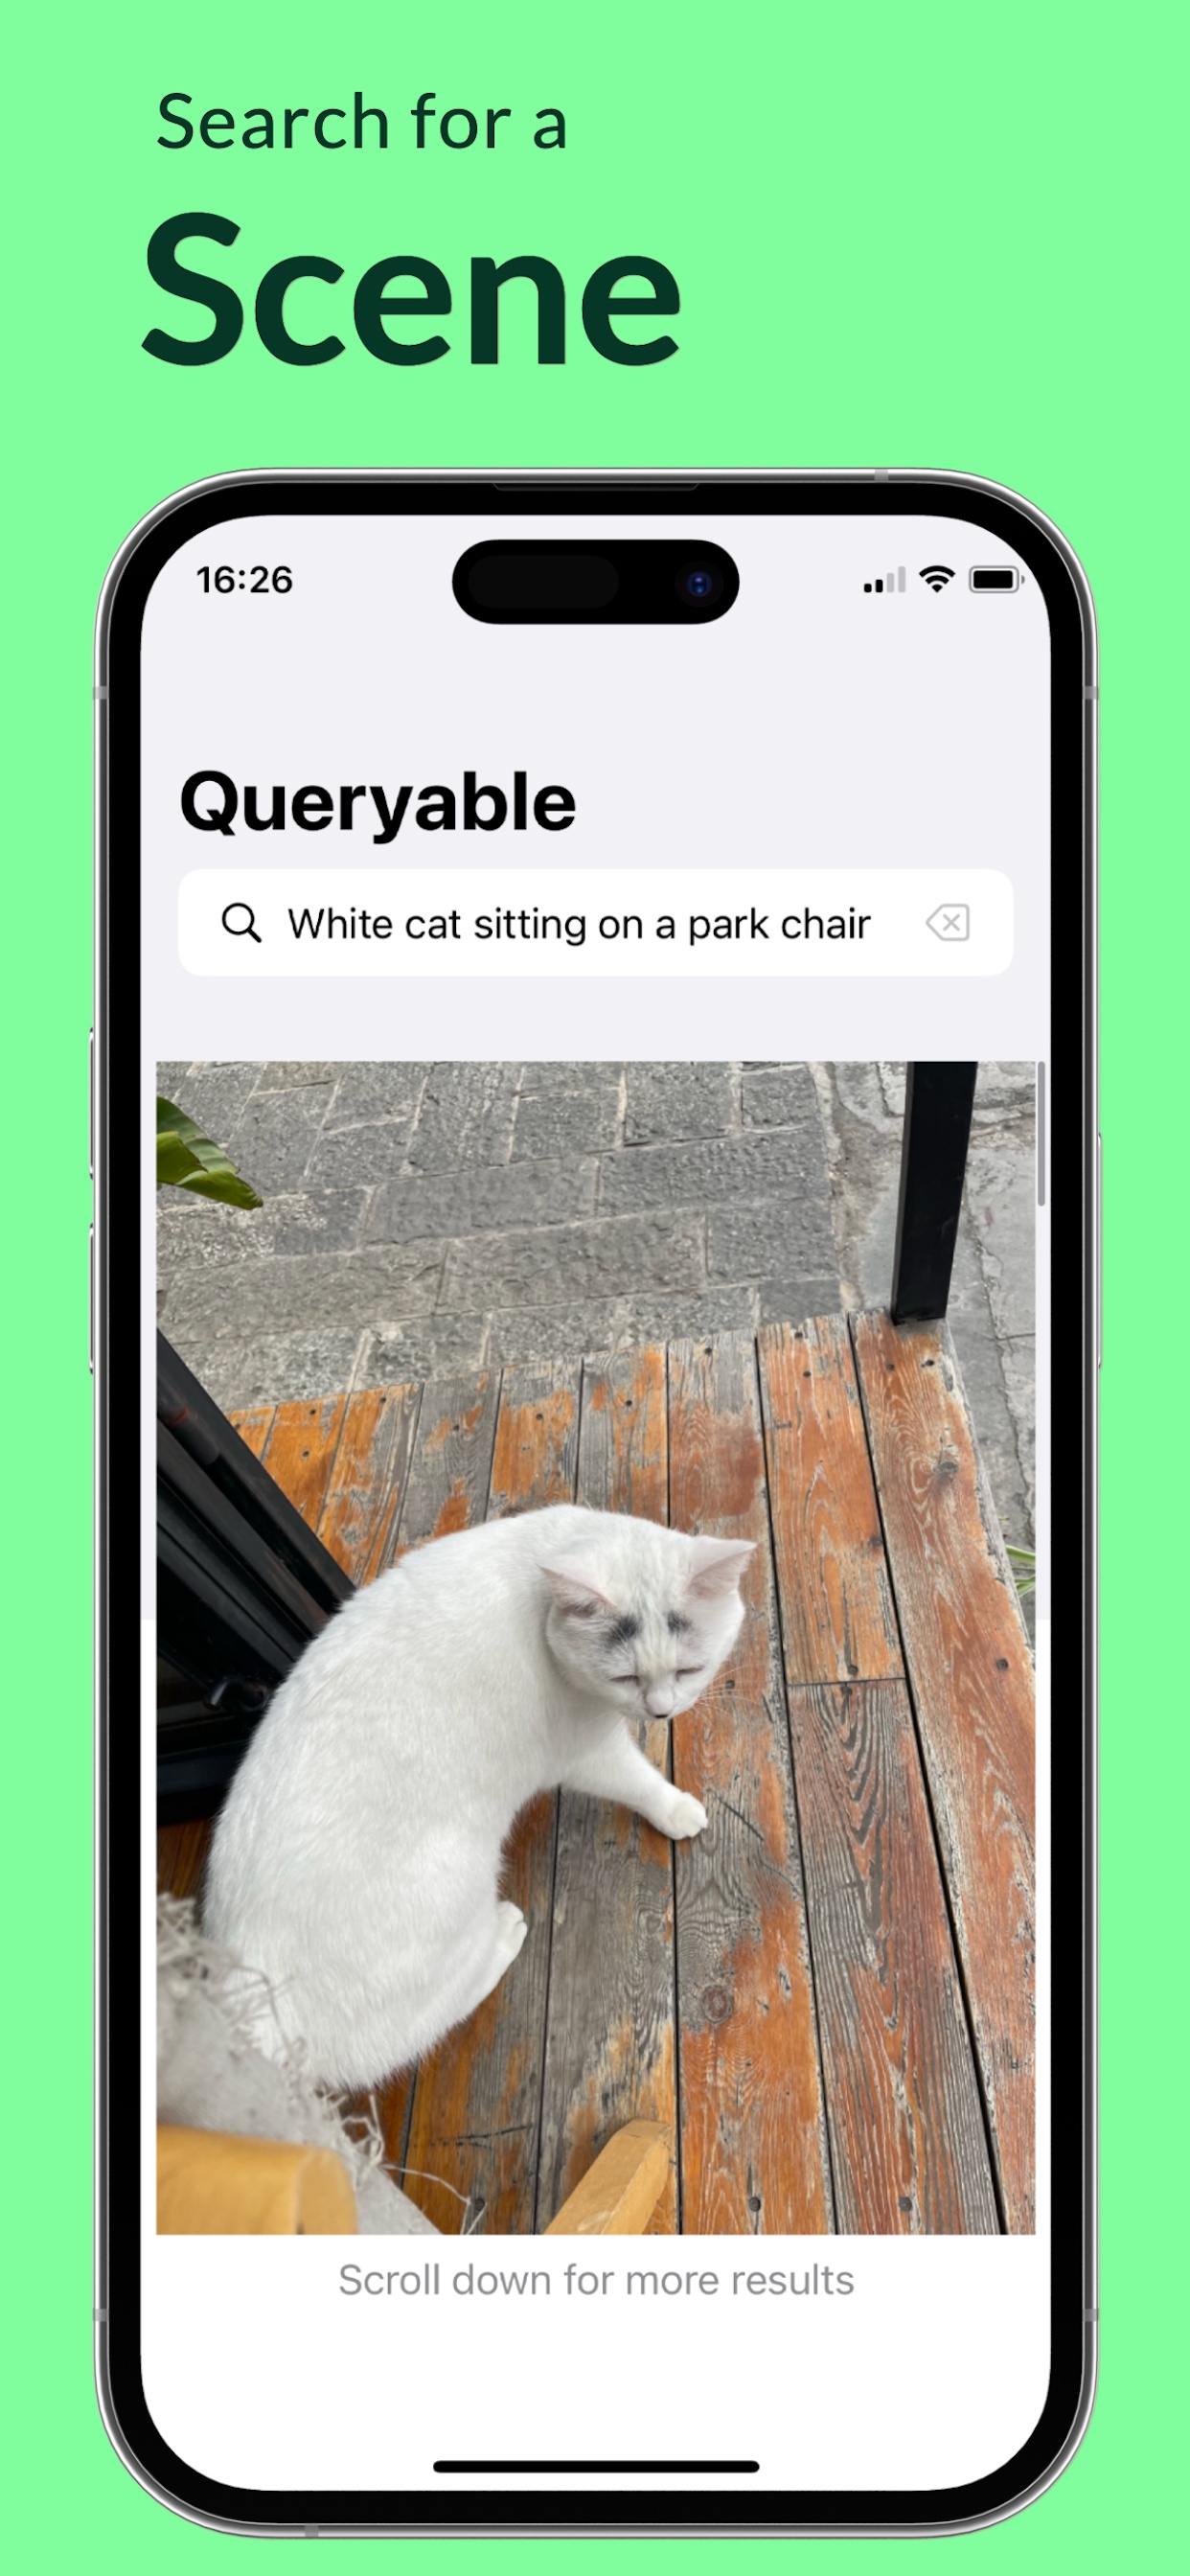 Search for a
Scene
16:26
Queryable
White cat sitting on a park chair
Scroll down for more results